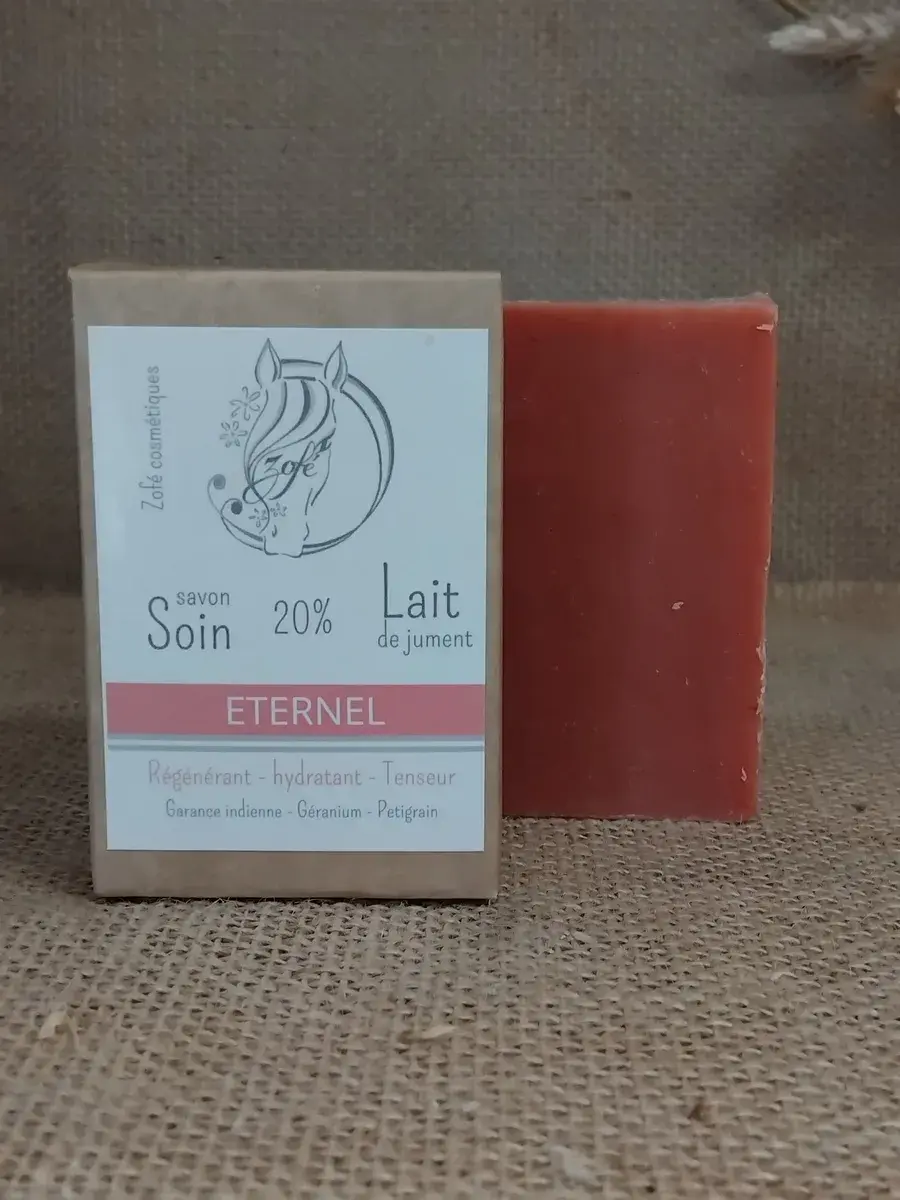 Zofé cosmétiques
Zofé
savon
Soin
20%
Lait
de jument
ETERNEL
Régénérant - hydratant - Tenseur
Garance indienne - Géranium - Petigrain